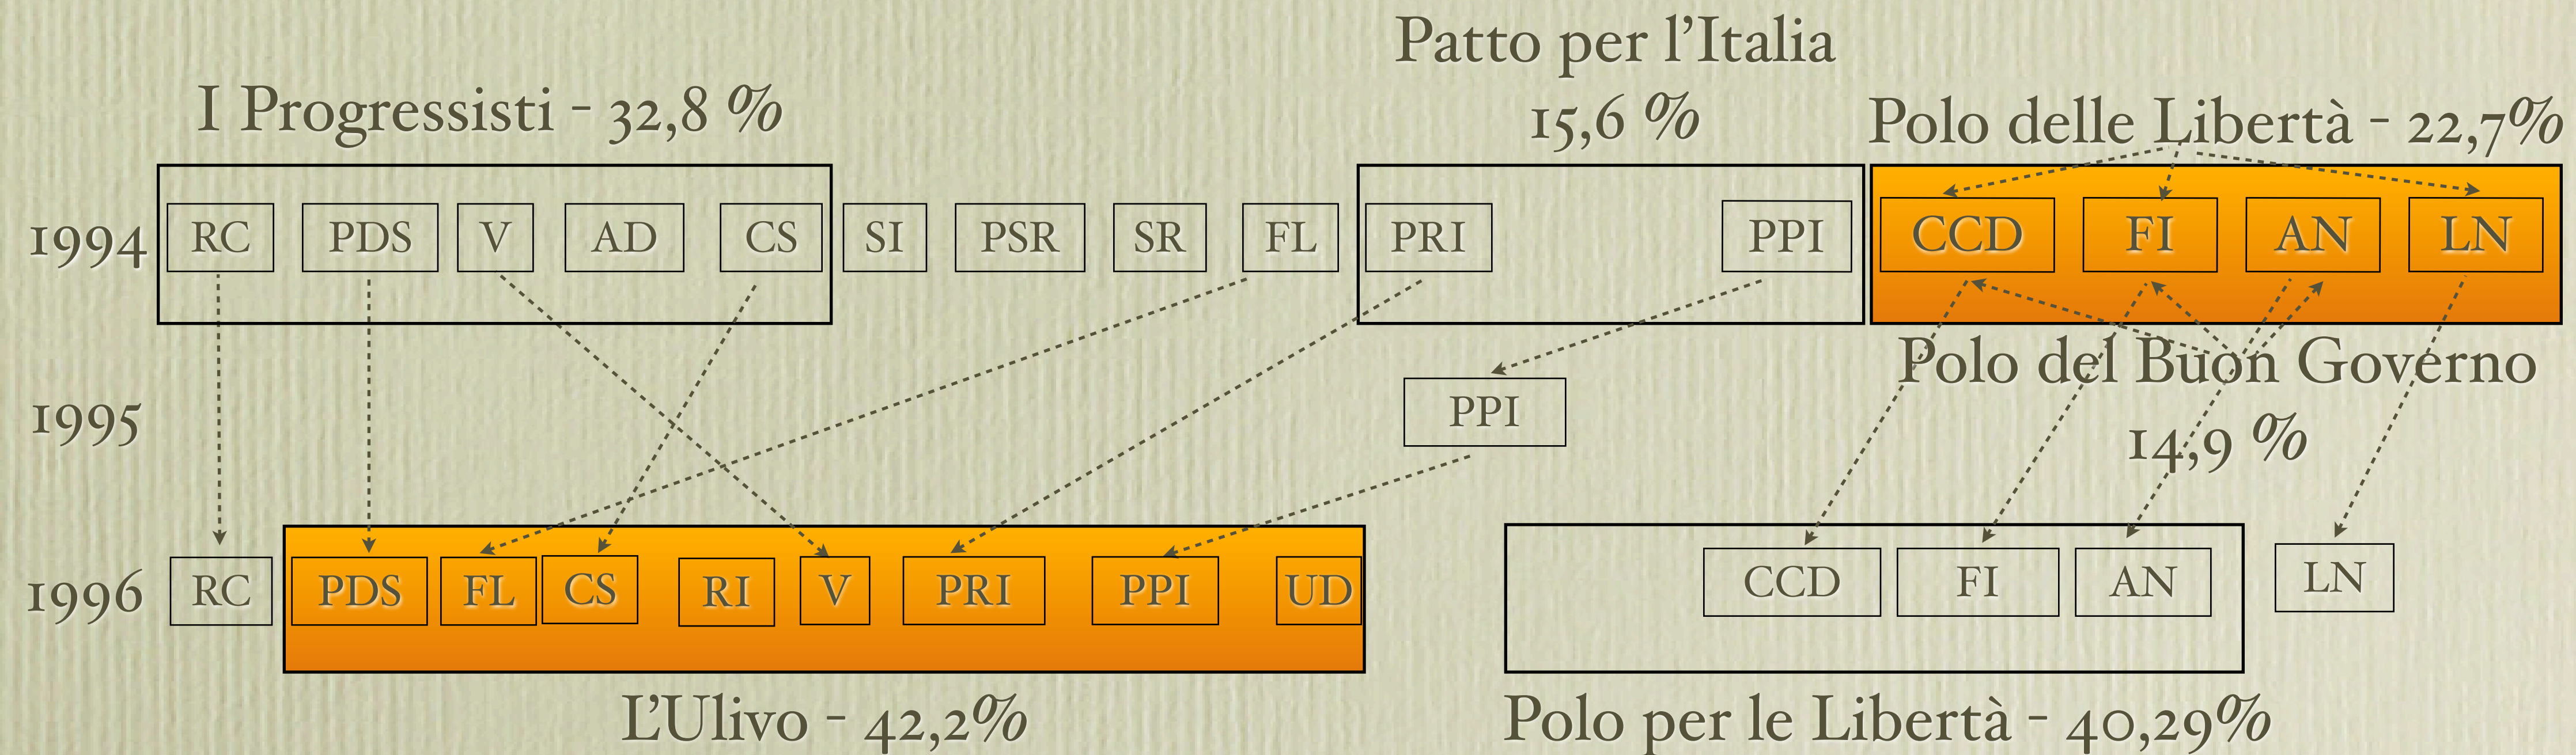 Patto per l'Italia
I Progressisti - 32,8 %
15,6 %
Polo delle Libertà - 22,7%
1994 RC PDS V AD CS SI PSR SR FL PRI PPI CCD FI AN LN
Polo del Buon Governo
1995 PPI
14,9 %
1996 RC PDS FL CS RI V PRI PPI UD CCD FI AN LN
L'Ulivo - 42,2%
Polo per le Libertà - 40,29%